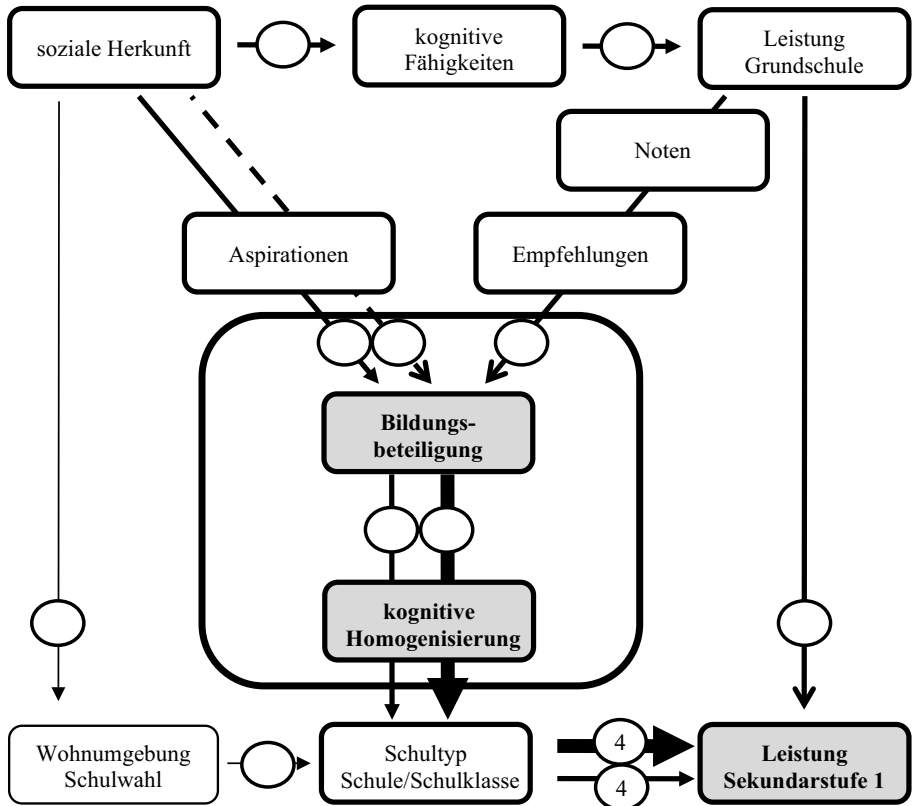 soziale Herkunft
kognitive
Fähigkeiten
Leistung
Grundschule
Noten
Aspirationen
Empfehlungen
Bildungs-
beteiligung
kognitive
Homogenisierung
Wohnumgebung
Schulwahl
Schultyp
Schule/Schulklasse
4
4
Leistung
Sekundarstufe 1